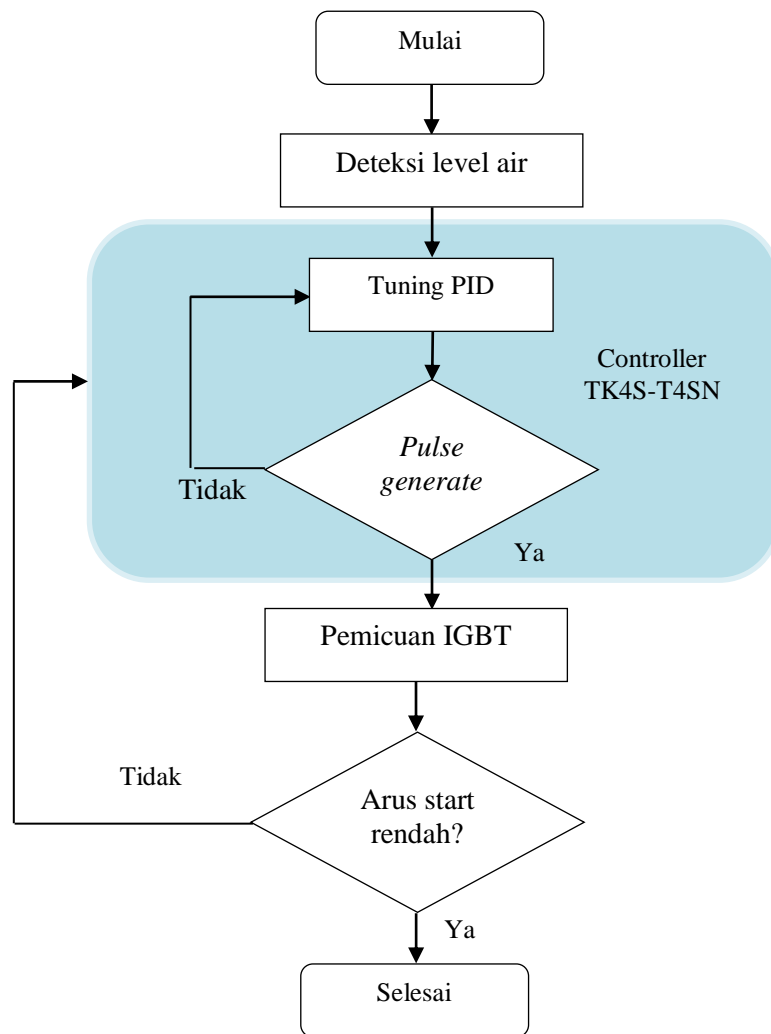 Mulai
Deteksi level air
Tuning PID
Controller
TK4S-T4SN
Pulse
generate
Tidak
Ya
Pemicuan IGBT
Tidak
Arus start
rendah?
Ya
Selesai